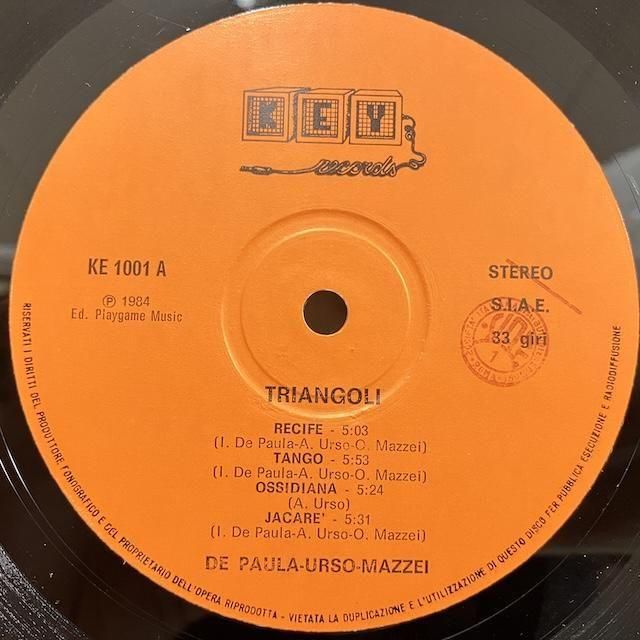 KEY
records
KE 1001 A
Ⓟ 1984
Ed. Playgame Music
STEREO
S.I.A.E.
33 giri
TRIANGOLI
RECIFE - 5:03
(I. De Paula-A. Urso-O. Mazzei)
TANGO - 5:53
(I. De Paula-A. Urso-O. Mazzei)
OSSIDIANA - 5:24
(A. Urso)
JACARE' - 5:31
(I. De Paula-A. Urso-O. Mazzei)
DE PAULA-URSO-MAZZEI
RISERVATI I DIRITTI DEL PRODUTTORE FONOGRAFICO E DEL PROPRIETARIO DELL'OPERA RIPRODOTTA - VIETATA LA DUPLICAZIONE E L'UTILIZZAZIONE DI QUESTO DISCO PER PUBBLICA ESECUZIONE E RADIODIFFUSIONE